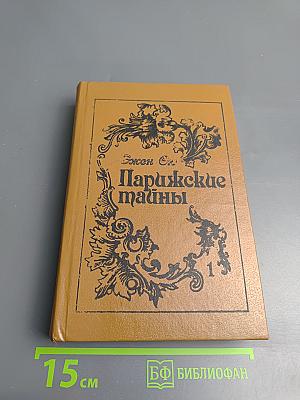 Эжен Сю
Парижские
тайны
1
15 см
БФ БИБЛИОФАН